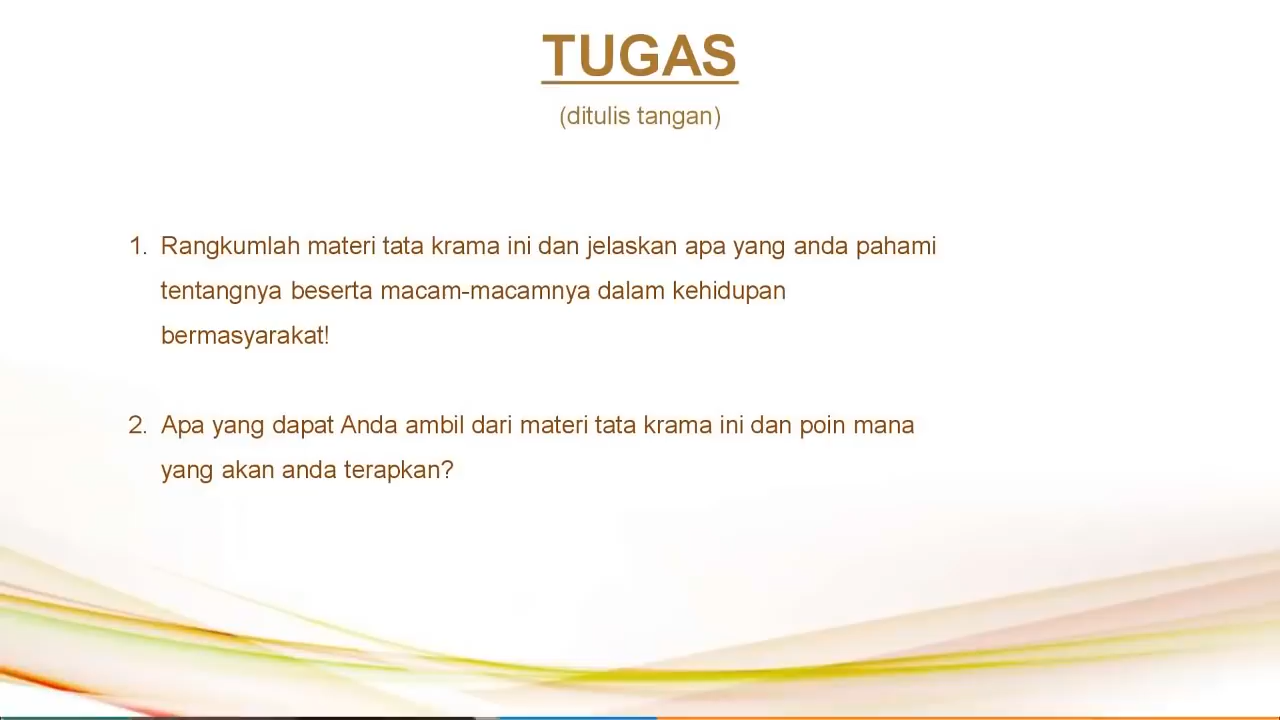 TUGAS
(ditulis tangan)
1. Rangkumlah materi tata krama ini dan jelaskan apa yang anda pahami
tentangnya beserta macam-macamnya dalam kehidupan
bermasyarakat!
2. Apa yang dapat Anda ambil dari materi tata krama ini dan poin mana
yang akan anda terapkan?